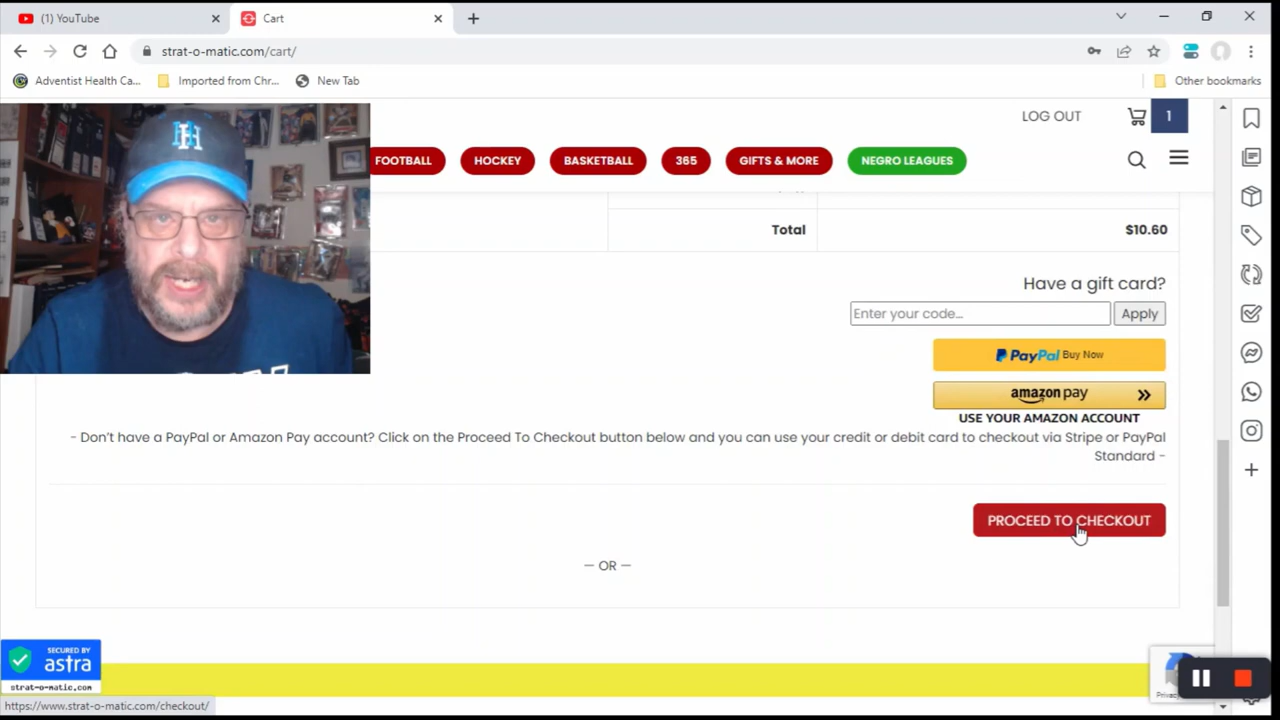 (1) YouTube
Cart
strat-o-matic.com/cart/
Adventist Health Ca...
Imported from Chr...
New Tab
Other bookmarks
LOG OUT
1
FOOTBALL
HOCKEY
BASKETBALL
365
GIFTS & MORE
NEGRO LEAGUES
Total
$10.60
Have a gift card?
Enter your code...
Apply
PayPal Buy Now
amazon pay
USE YOUR AMAZON ACCOUNT
- Don't have a PayPal or Amazon Pay account? Click on the Proceed To Checkout button below and you can use your credit or debit card to checkout via Stripe or PayPal
Standard -
PROCEED TO CHECKOUT
— OR —
SECURED BY
astra
strat-o-matic.com
https://www.strat-o-matic.com/checkout/